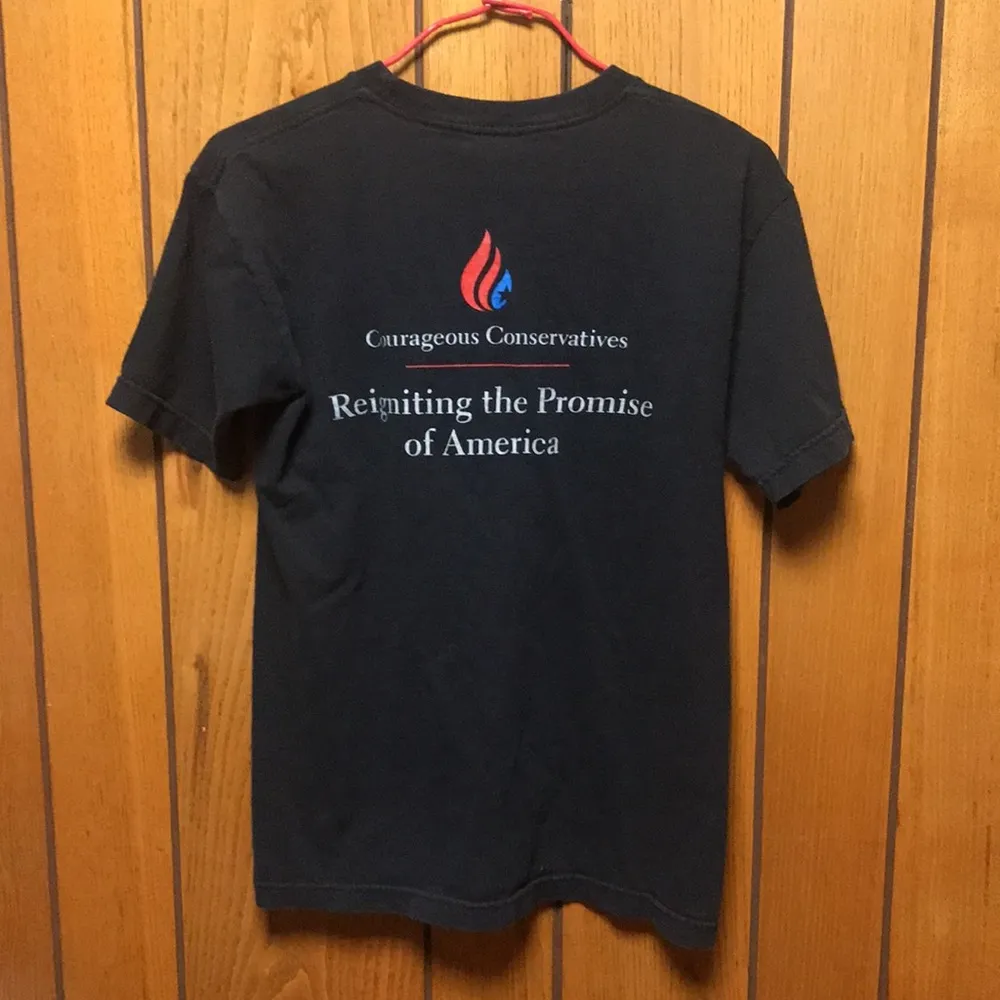 Courageous Conservatives
Reigniting the Promise
of America